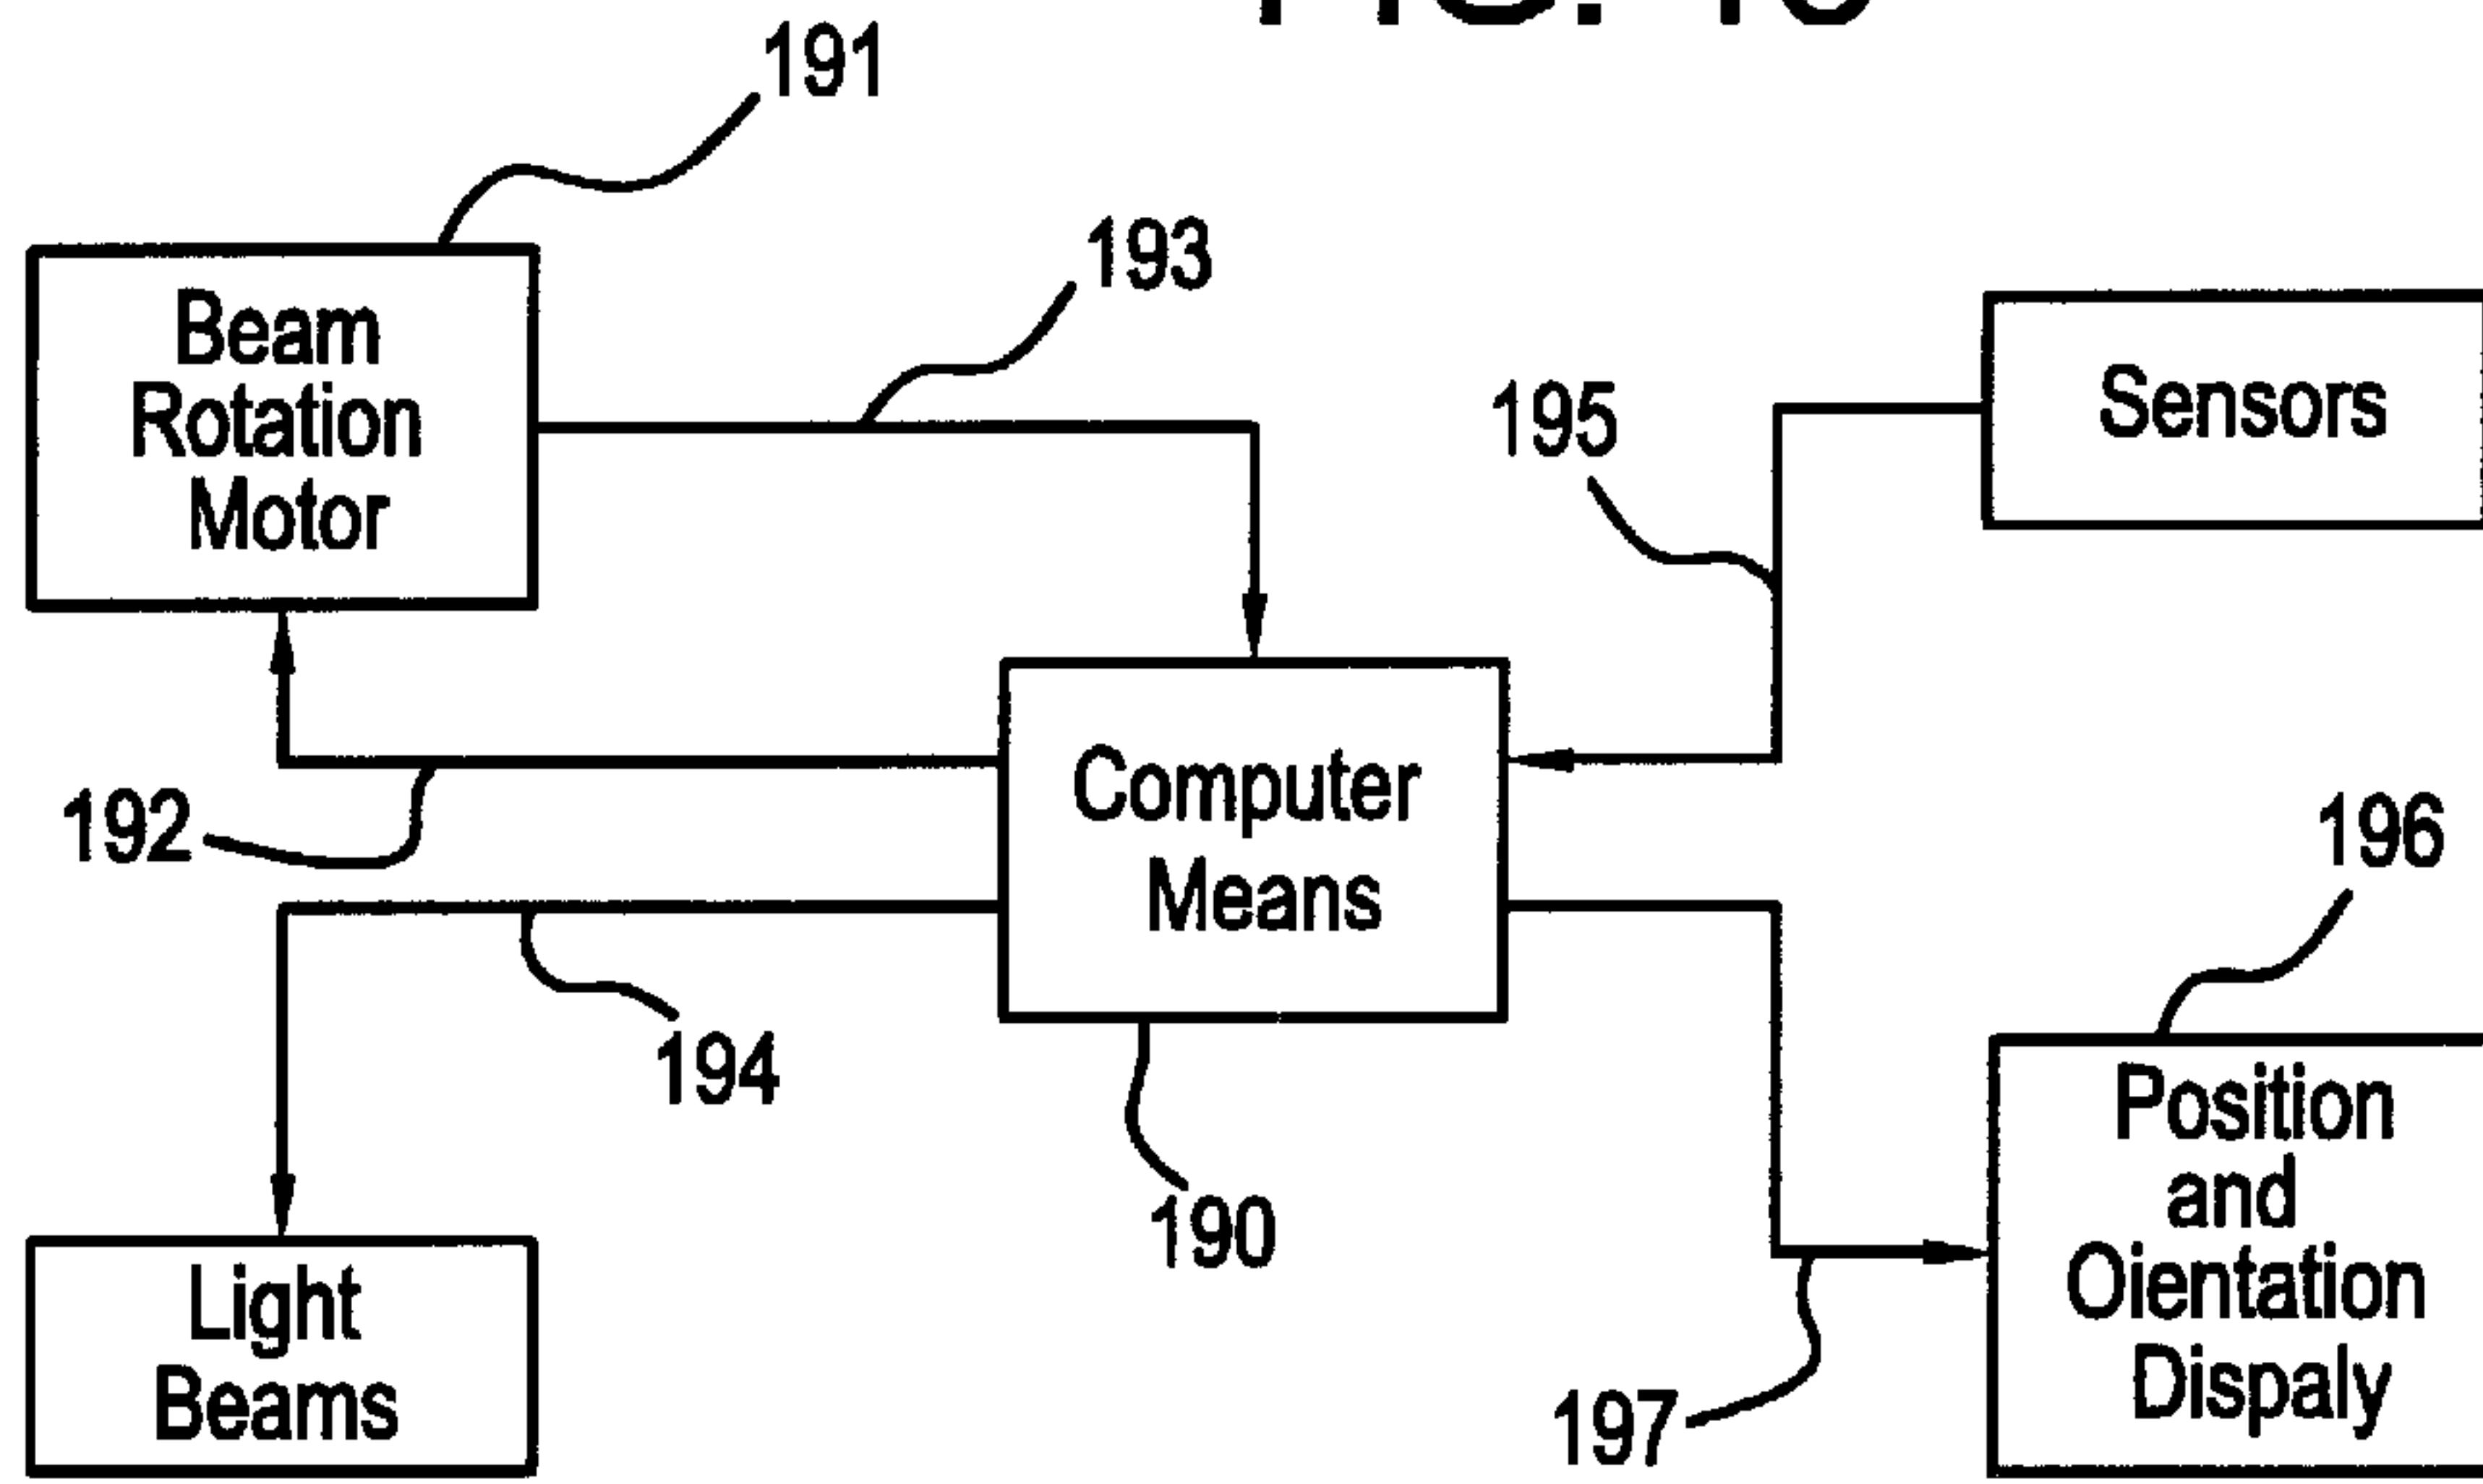 191
193
Beam
Rotation
Motor
195
Sensors
192
Computer
Means
194
190
196
Position
and
Oientation
Dispaly
197
Light
Beams